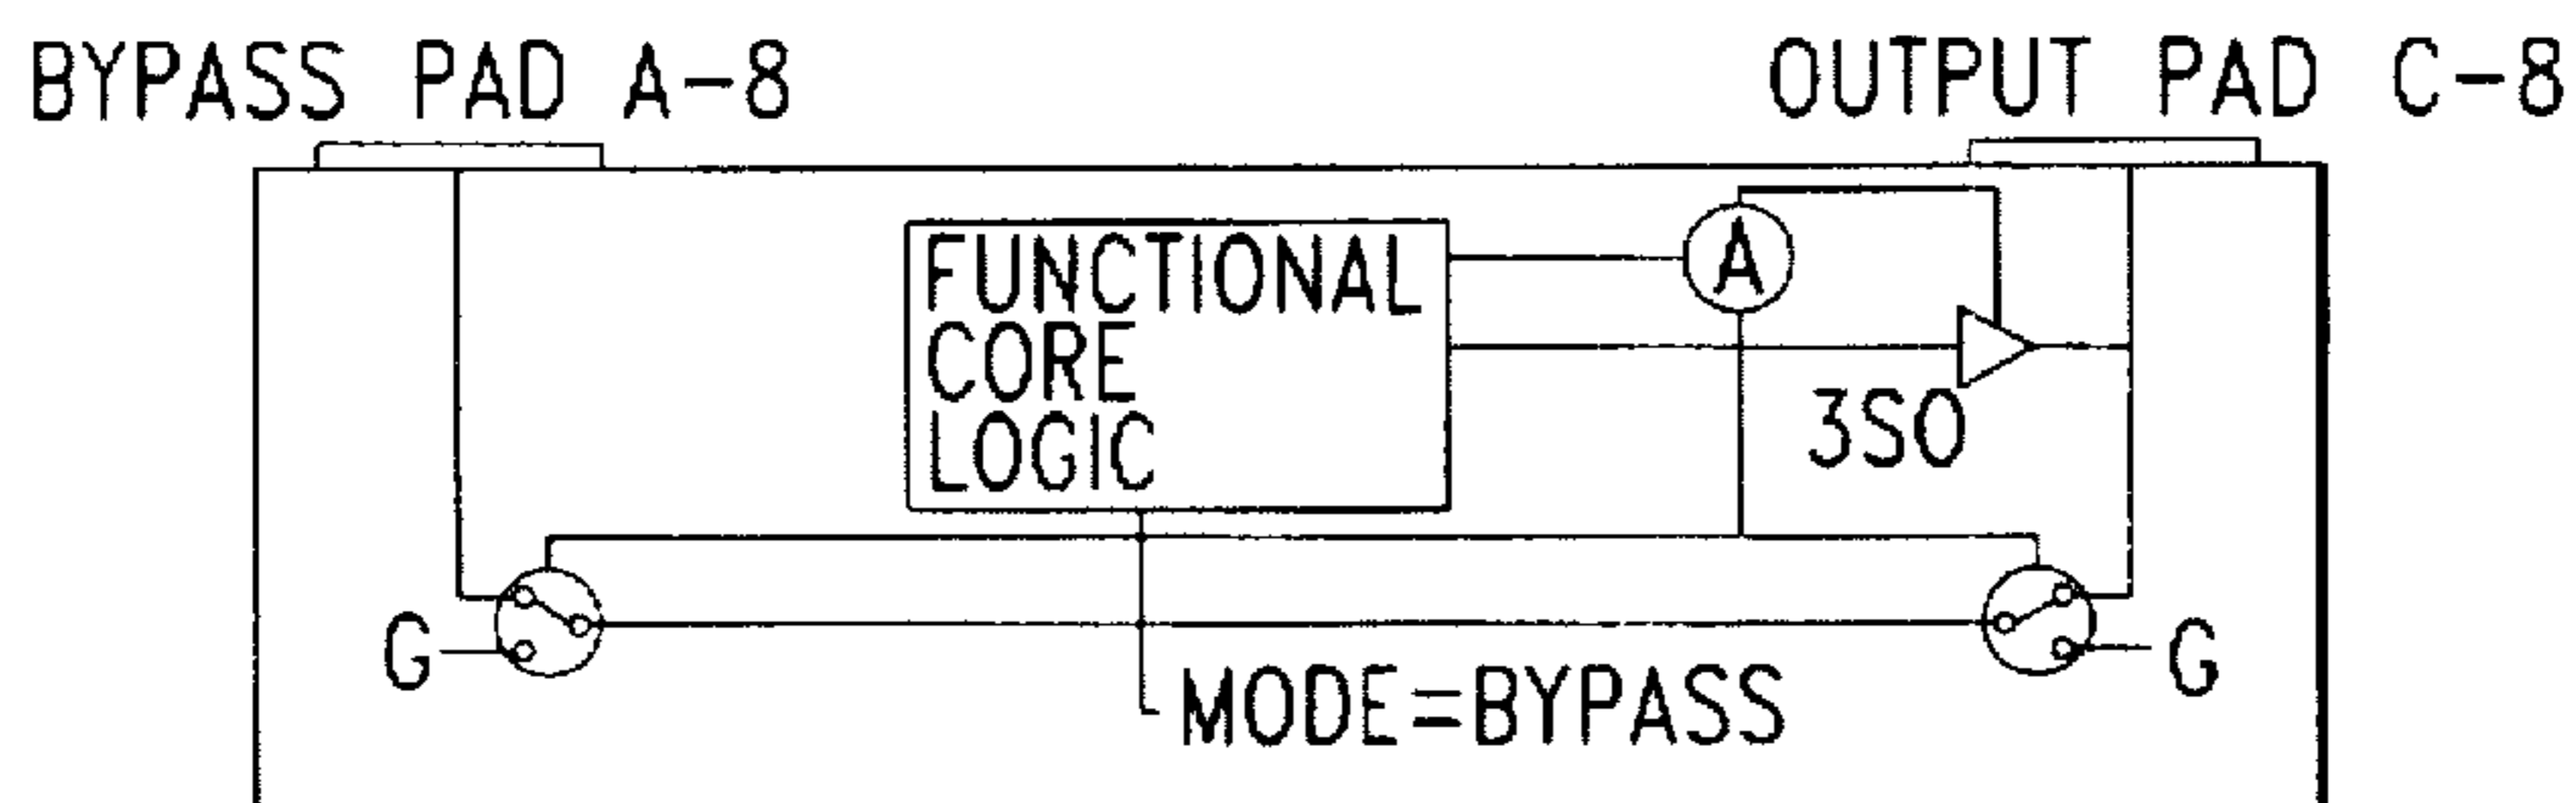 BYPASS PAD A-8
OUTPUT PAD C-8
FUNCTIONAL
CORE
LOGIC
A
3SO
G
G
MODE=BYPASS